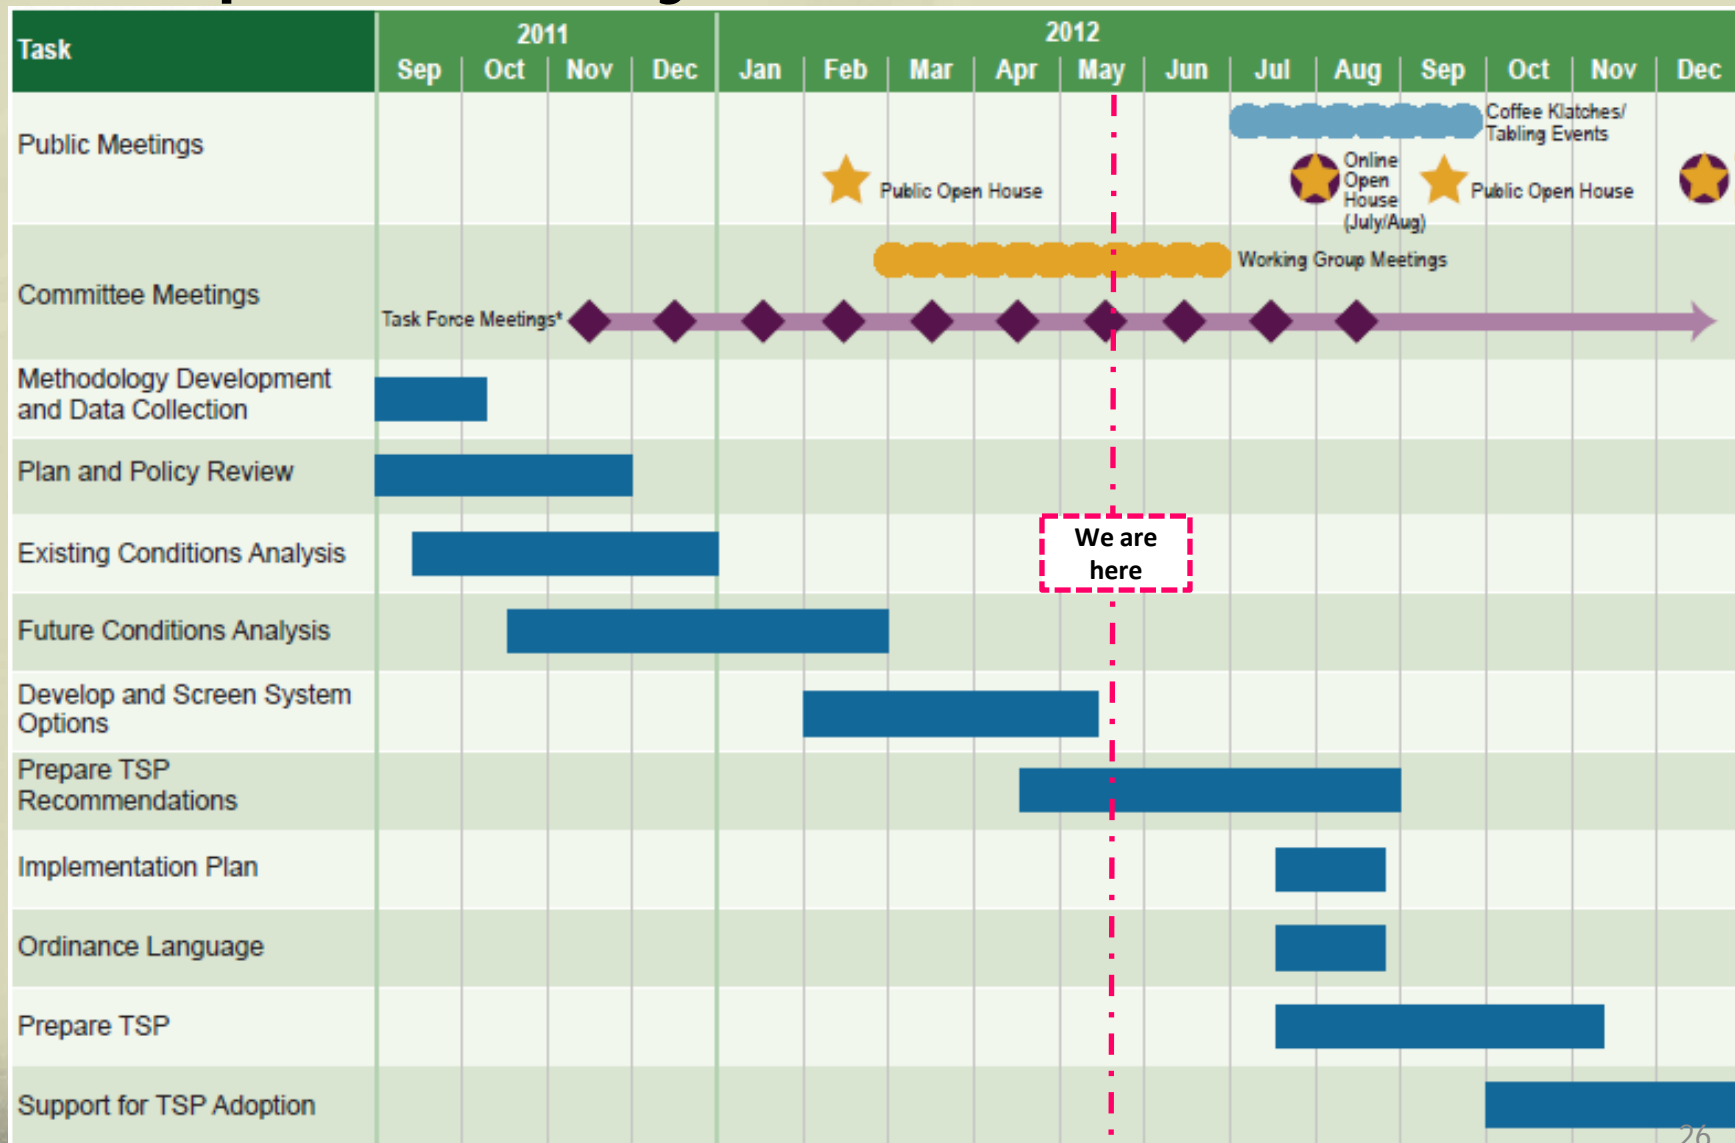 Task
2011
2012
Sep Oct Nov Dec Jan Feb Mar Apr May Jun Jul Aug Sep Oct Nov Dec
Public Meetings
Coffee Klatches/
Tabling Events
Public Open House
Online
Open
House
(July/Aug)
Public Open House
Committee Meetings
Working Group Meetings
Task Force Meetings*
Methodology Development
and Data Collection
Plan and Policy Review
Existing Conditions Analysis
We are
here
Future Conditions Analysis
Develop and Screen System
Options
Prepare TSP
Recommendations
Implementation Plan
Ordinance Language
Prepare TSP
Support for TSP Adoption
26